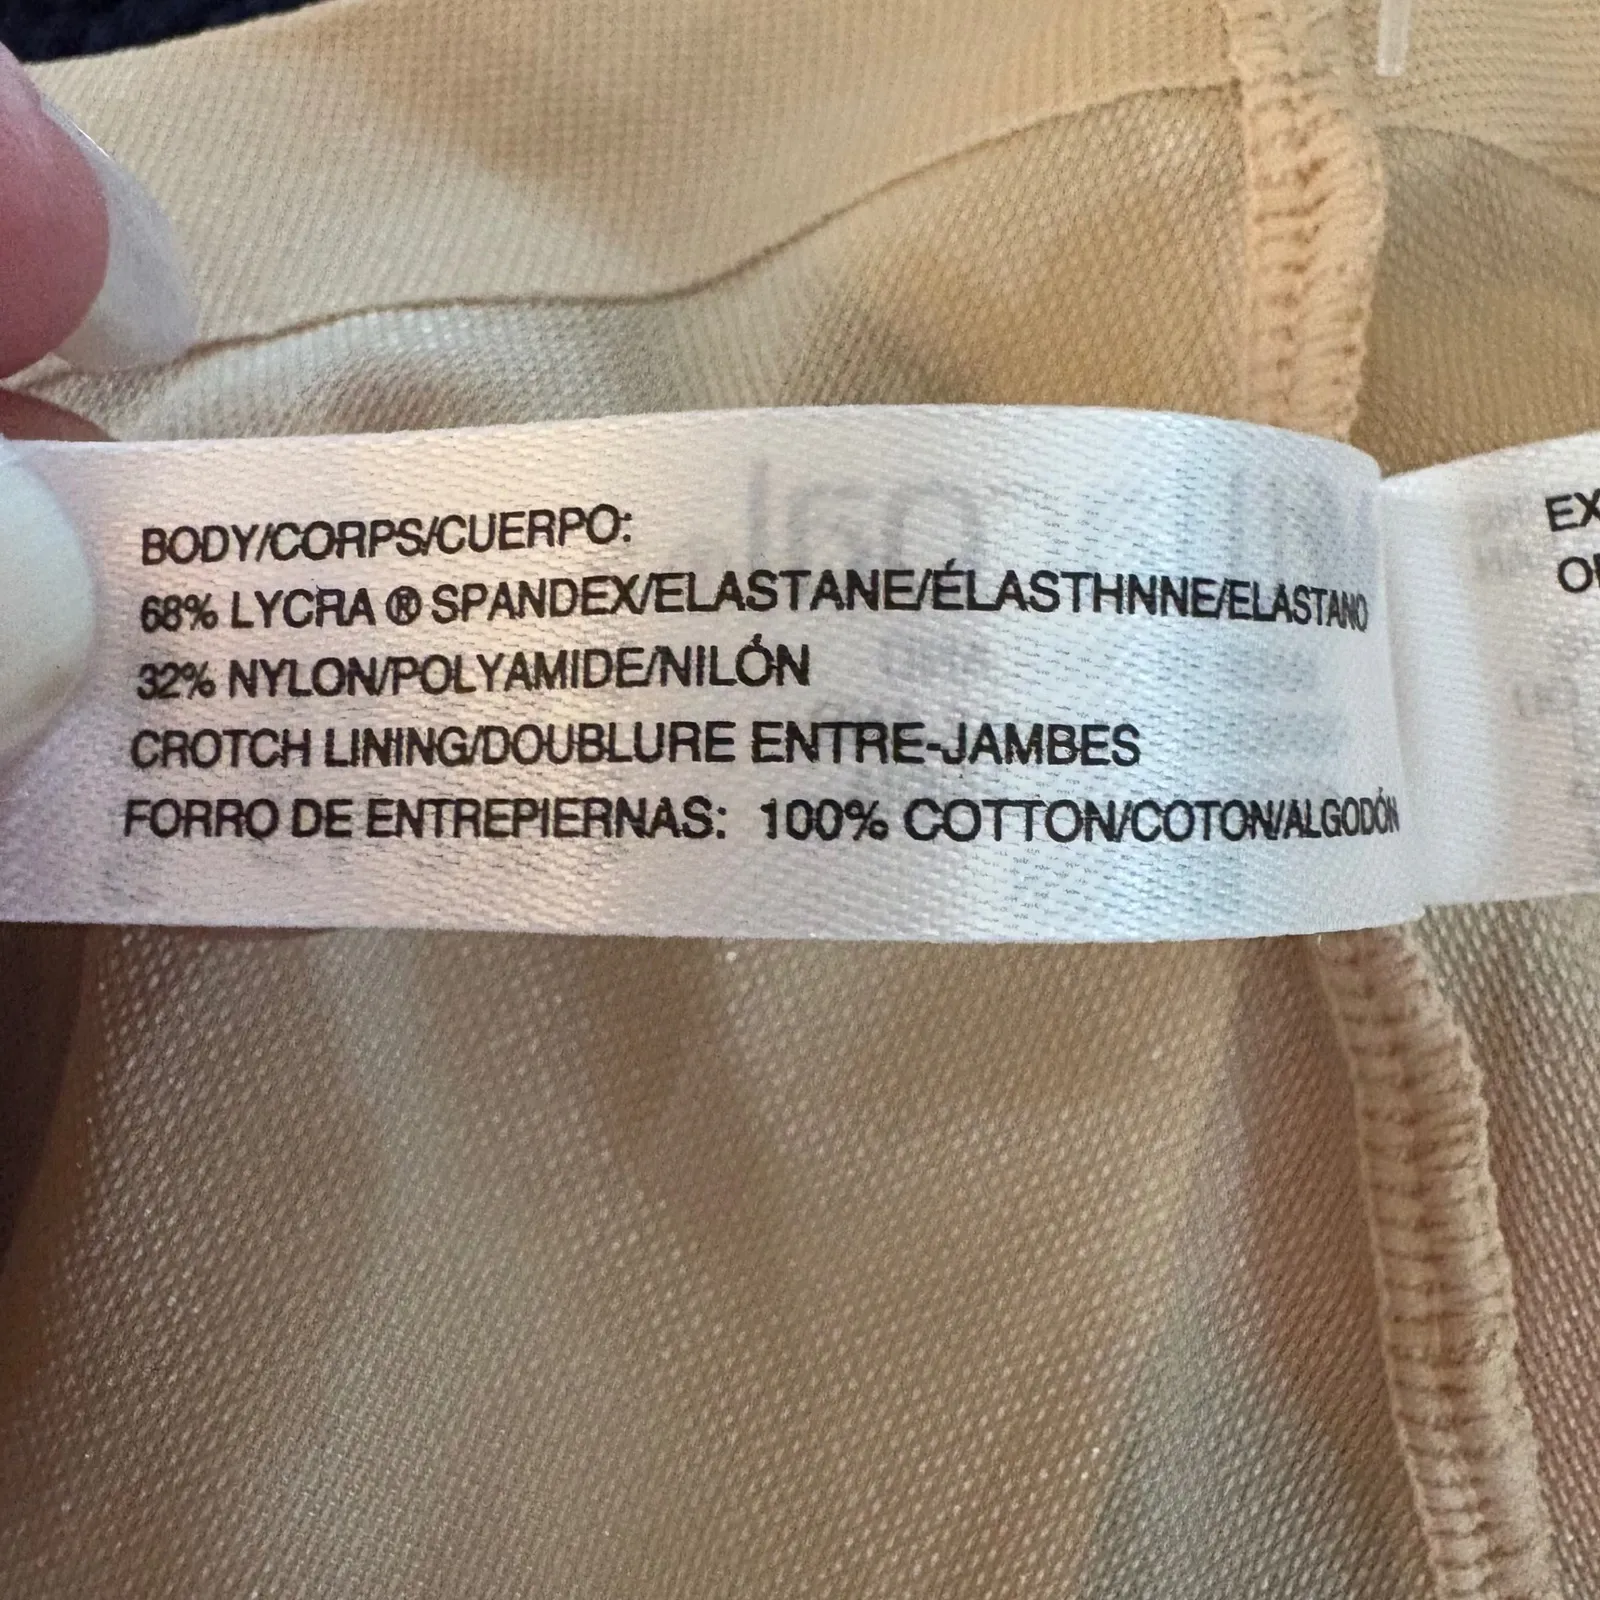 BODY/CORPS/CUERPO:
68% LYCRA ® SPANDEX/ELASTANE/ÉLASTHNNE/ELASTANO
32% NYLON/POLYAMIDE/NILÓN
CROTCH LINING/DOUBLURE ENTRE-JAMBES
FORRO DE ENTREPIERNAS: 100% COTTON/COTON/ALGODÓN
EX